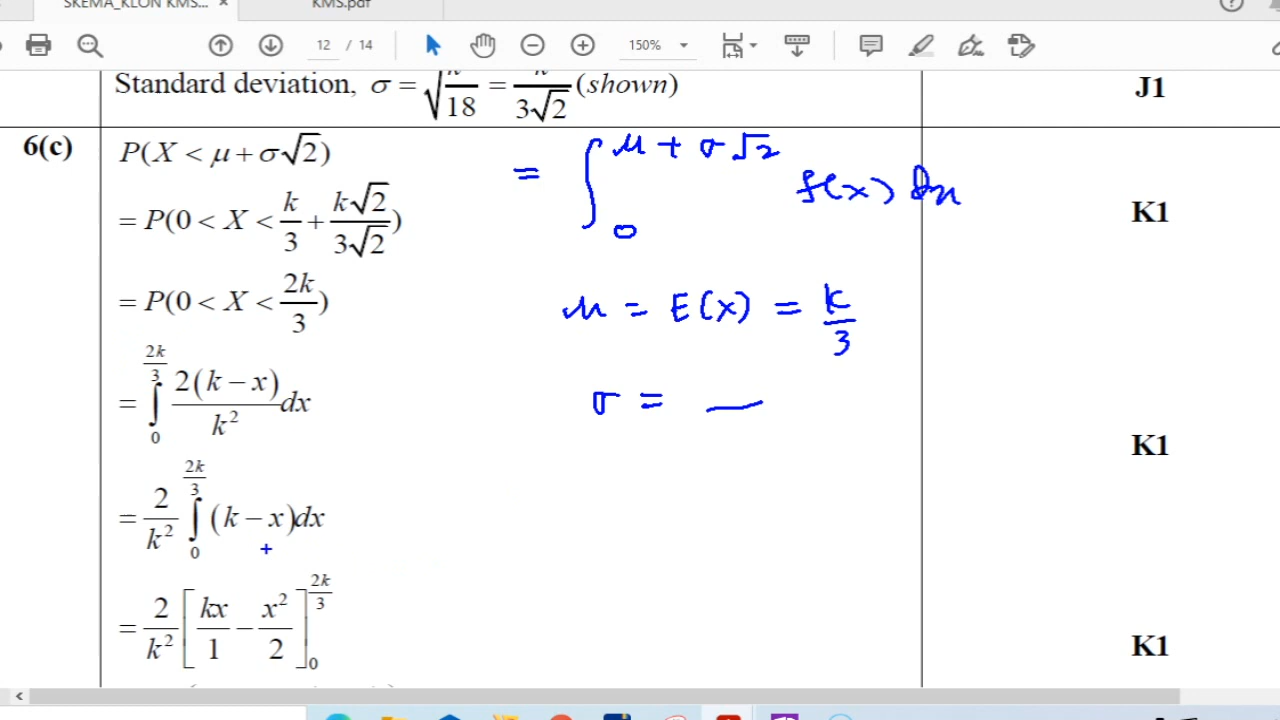 SKEMA_KLON KMS... × KMS.pdf
12 / 14 150%
Standard deviation, σ = √18 = 3√2 (shown) J1
6(c) P(X < μ + σ√2) = ∫₀^(μ + σ√2) f(x) dx
= P(0 < X < k/3 + k√2/3√2) K1
= P(0 < X < 2k/3) μ = E(x) = k/3
= ∫₀^(2k/3) 2(k − x)/k² dx σ = — K1
= 2/k² ∫₀^(2k/3) (k − x)dx
= 2/k² [kx/1 − x²/2]₀^(2k/3) K1